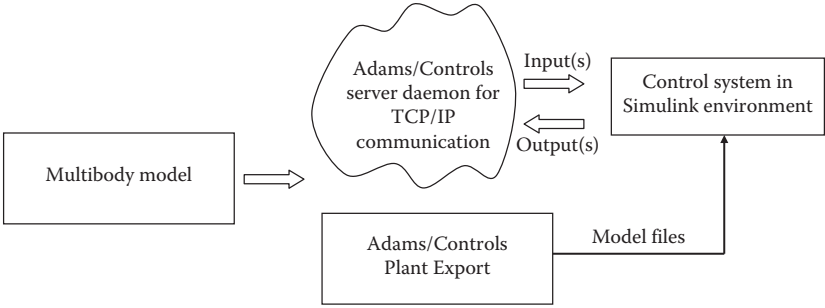 Adams/Controls
server daemon for
TCP/IP
communication
Input(s)
Output(s)
Control system in
Simulink environment
Multibody model
Adams/Controls
Plant Export
Model files